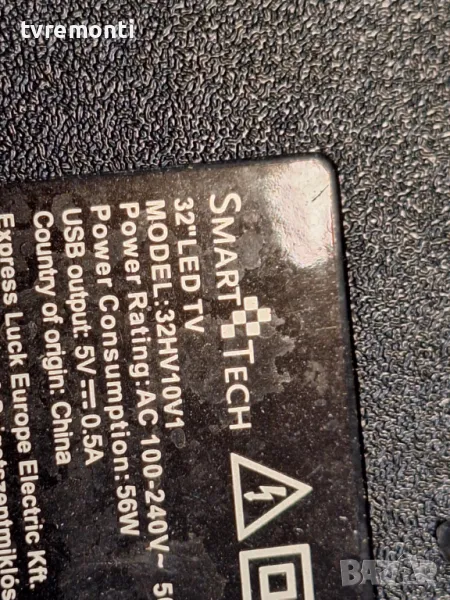 tvremonti
SMART TECH
32"LED TV
MODEL:32HV10V1
Power Rating:AC 100-240V~
Power Consumption:56W
USB output: 5V⎓0.5A
Country of origin: China
Express Luck Europe Electric Kft.
BAZAR